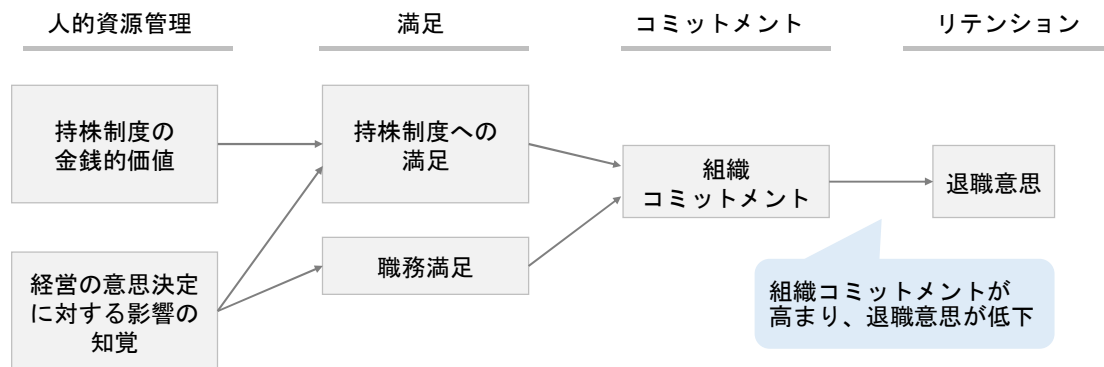 人的資源管理
満足
コミットメント
リテンション
持株制度の
金銭的価値
持株制度への
満足
組織
コミットメント
退職意思
経営の意思決定
に対する影響の
知覚
職務満足
組織コミットメントが
高まり、退職意思が低下